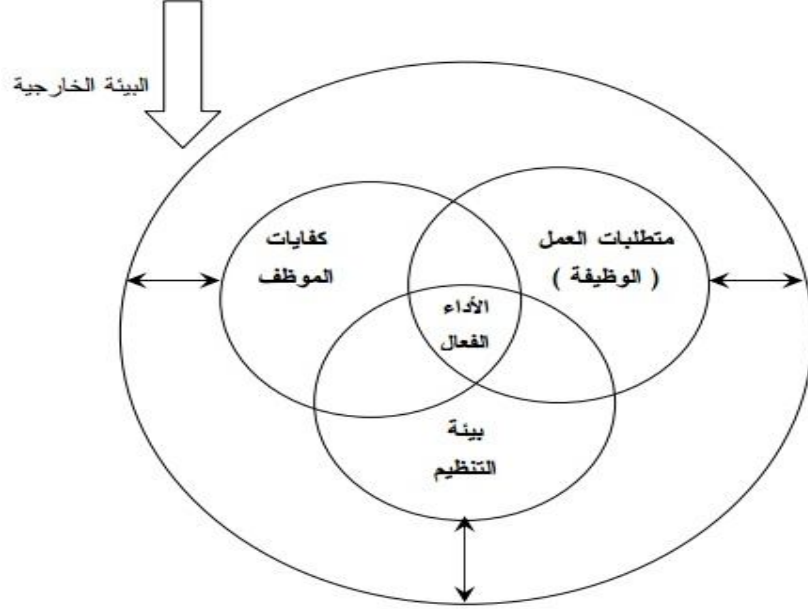 البيئة الخارجية
متطلبات العمل
( الوظيفة )
كفايات
الموظف
الأداء
الفعال
بيئة
التنظيم